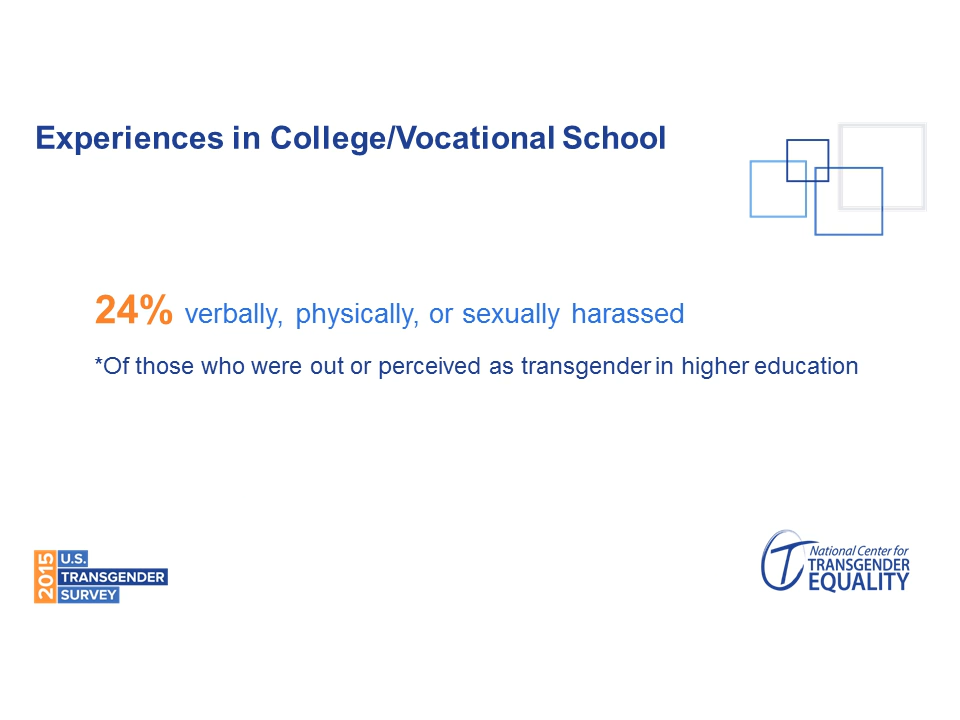 Experiences in College/Vocational School
24% verbally, physically, or sexually harassed
*Of those who were out or perceived as transgender in higher education
2015
U.S.
TRANSGENDER
SURVEY
National Center for
TRANSGENDER
EQUALITY